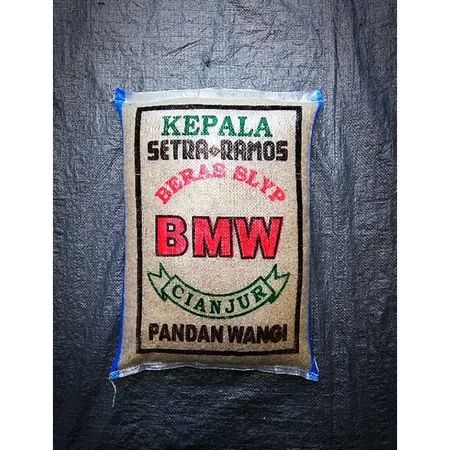 KEPALA
SETRA RAMOS
BERAS SLYP
BMW
CIANJUR
PANDAN WANGI